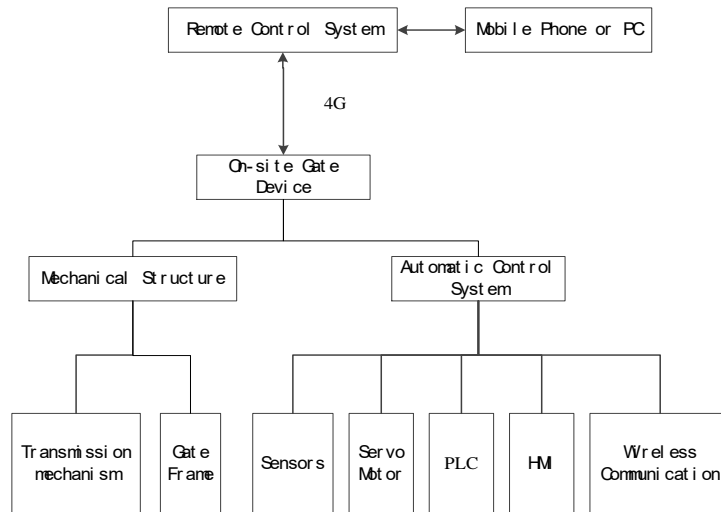 Remote Control System
Mobile Phone or PC
4G
On-site Gate
Device
Mechanical Structure
Automatic Control
System
Transmission
mechanism
Gate
Frame
Sensors
Servo
Motor
PLC
HMI
Wireless
Communication